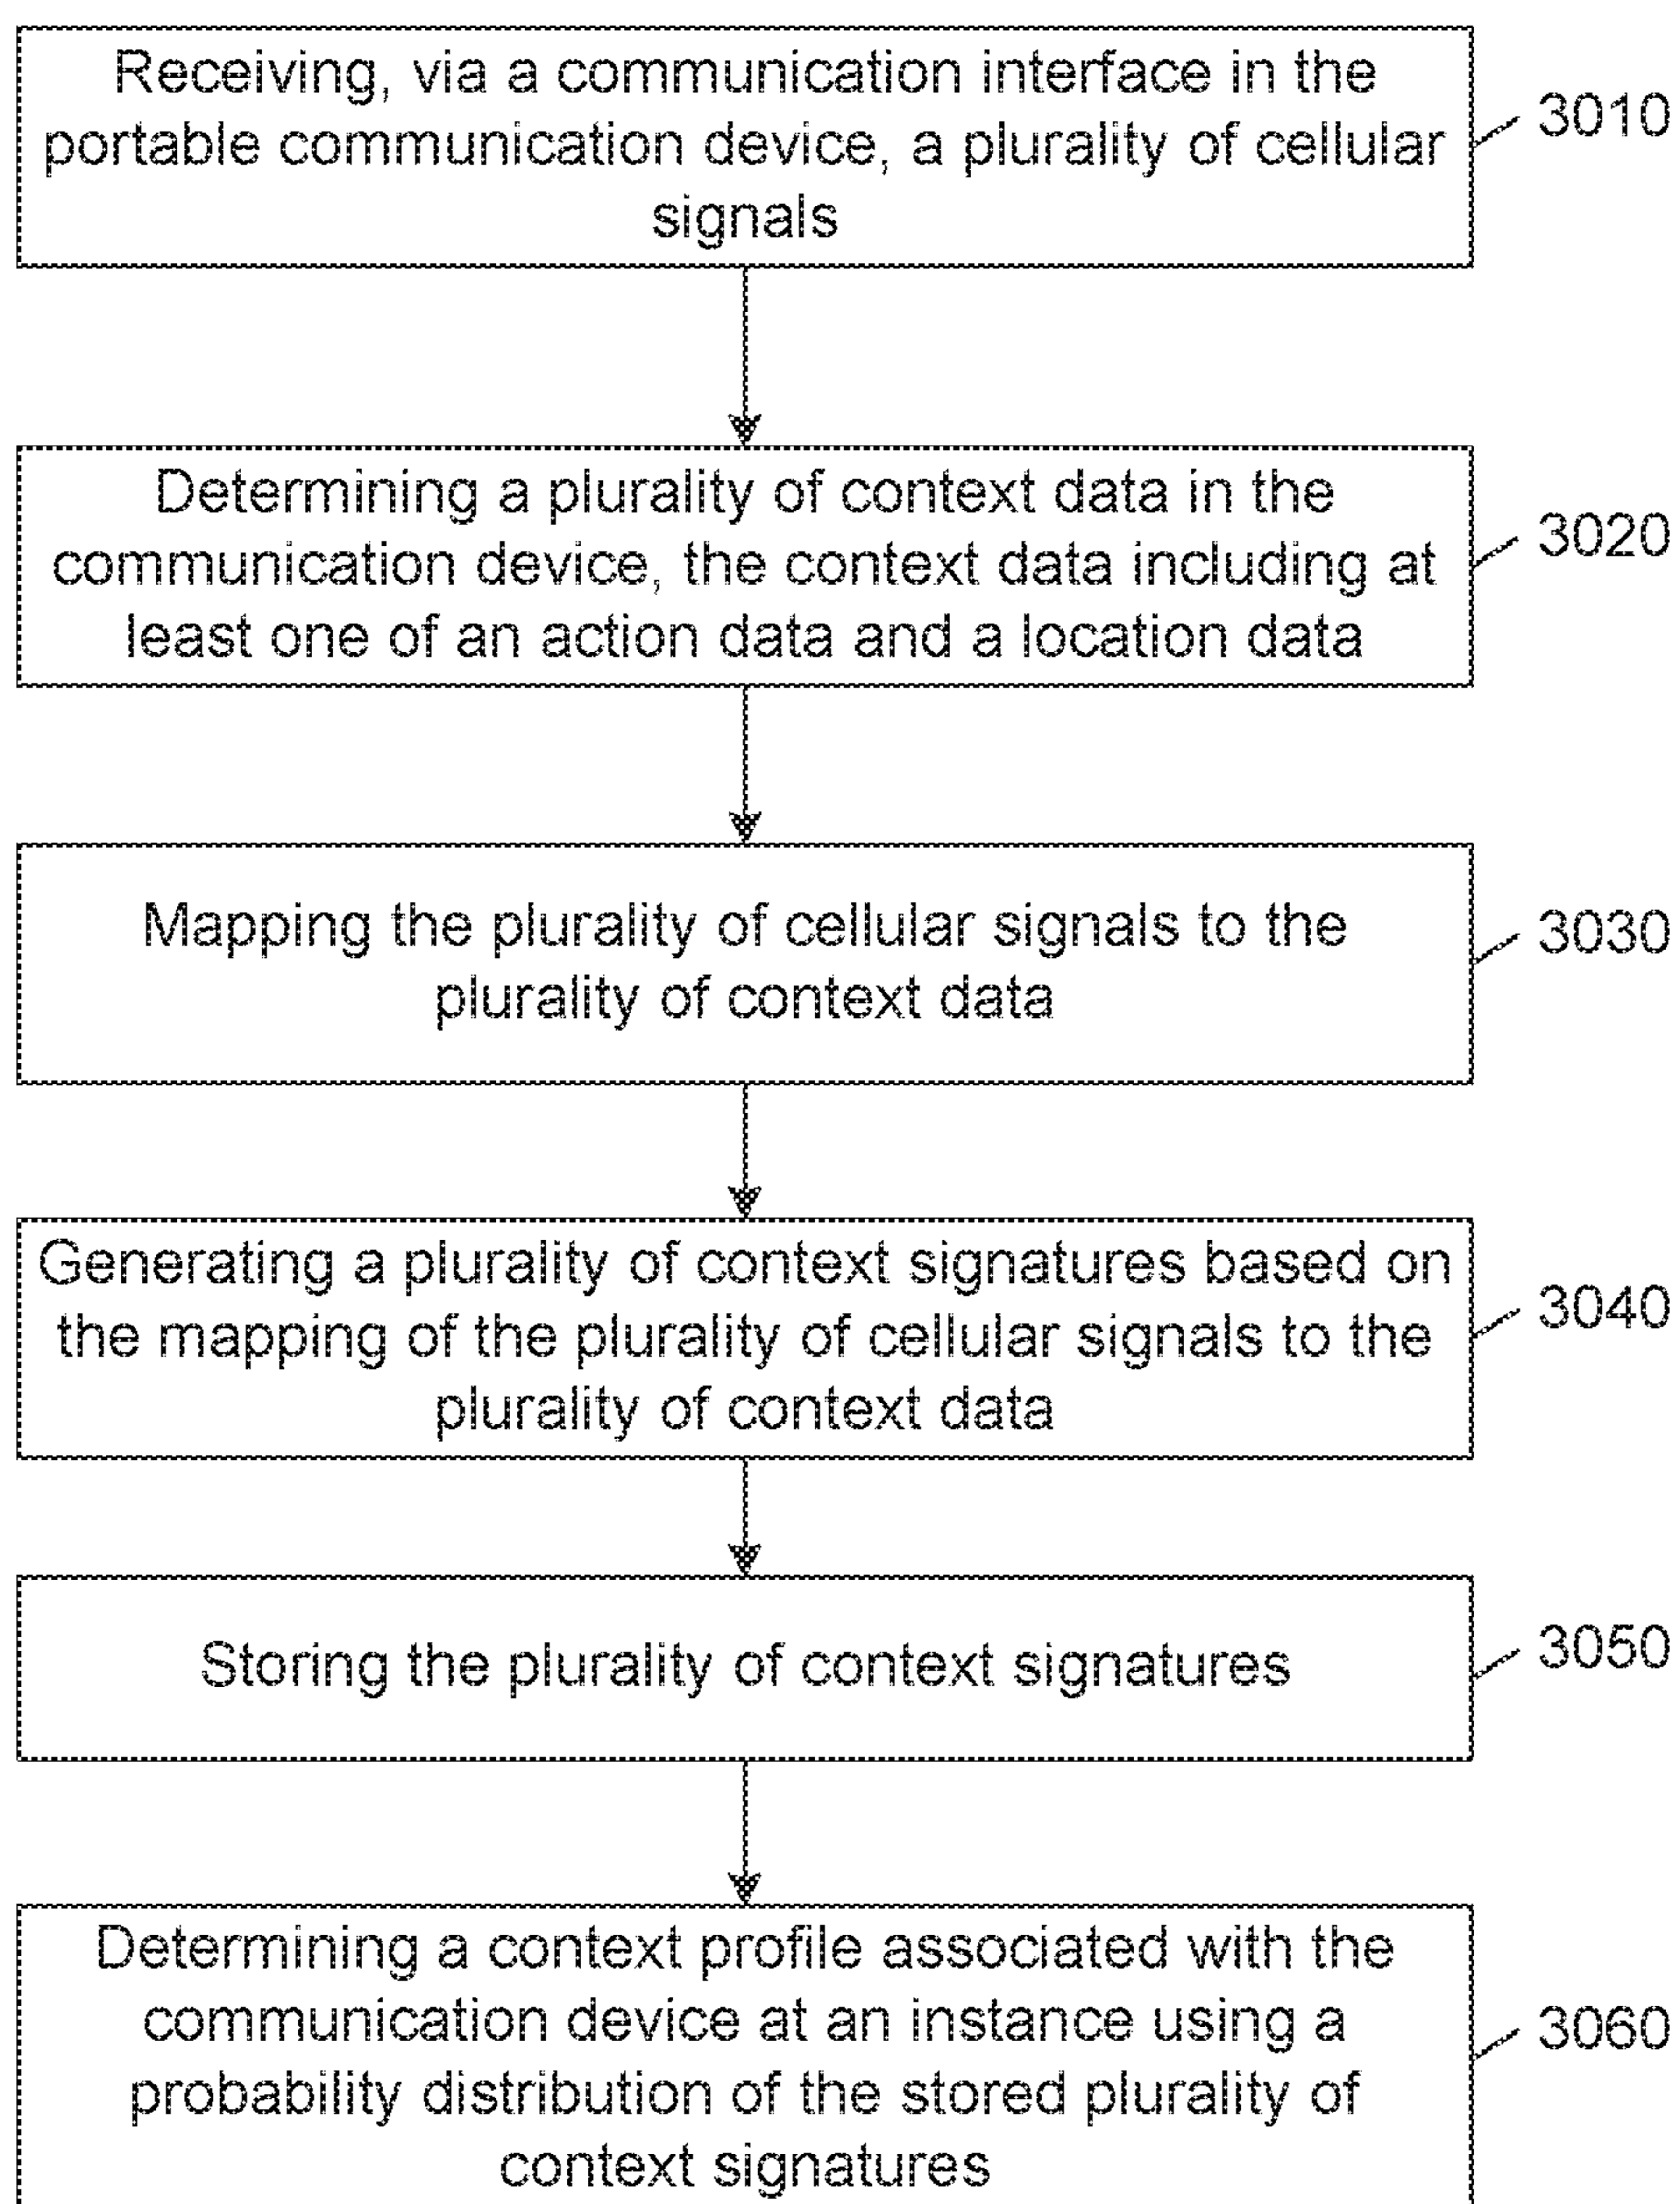 Receiving, via a communication interface in the
portable communication device, a plurality of cellular
signals
3010
Determining a plurality of context data in the
communication device, the context data including at
least one of an action data and a location data
3020
Mapping the plurality of cellular signals to the
plurality of context data
3030
Generating a plurality of context signatures based on
the mapping of the plurality of cellular signals to the
plurality of context data
3040
Storing the plurality of context signatures
3050
Determining a context profile associated with the
communication device at an instance using a
probability distribution of the stored plurality of
context signatures
3060